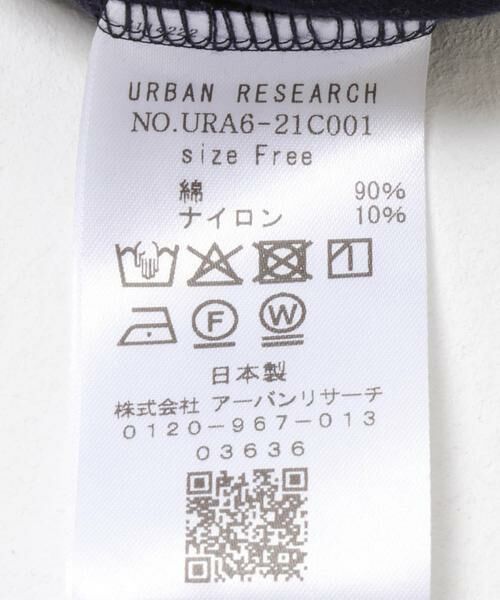 URBAN RESEARCH
NO.URA6-21C001
size Free
綿 90%
ナイロン 10%
F W
日本製
株式会社 アーバンリサーチ
0120-967-013
03636